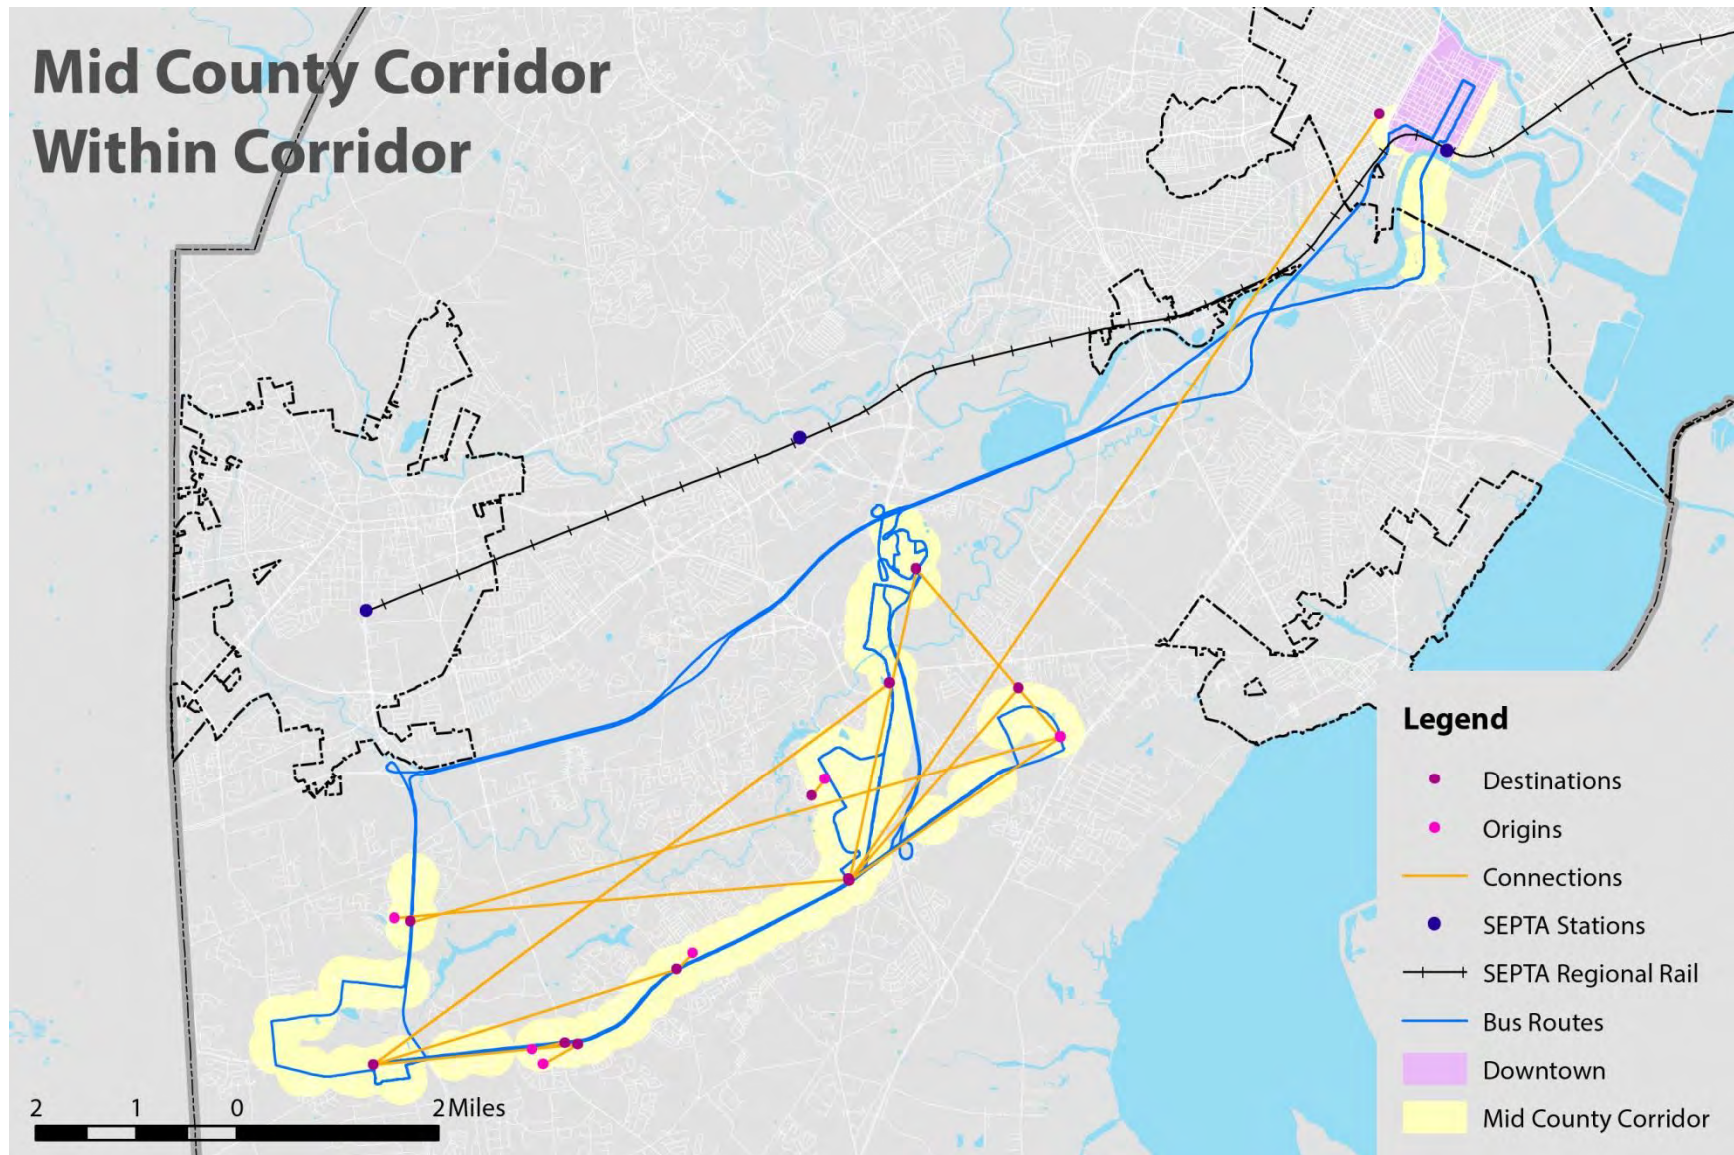 Mid County Corridor
Within Corridor
Legend
Destinations
Origins
Connections
SEPTA Stations
SEPTA Regional Rail
Bus Routes
Downtown
Mid County Corridor
2 1 0 2 Miles